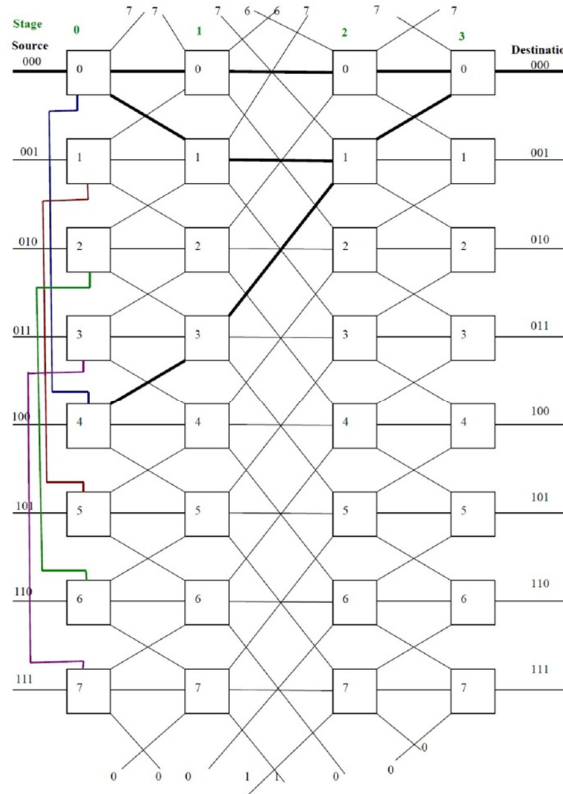 7 7 7 6 6 7 7 7
Stage 0 1 2 3
Source Destination
000 0 0 0 0 000
001 1 1 1 1 001
010 2 2 2 2 010
011 3 3 3 3 011
100 4 4 4 4 100
101 5 5 5 5 101
110 6 6 6 6 110
111 7 7 7 7 111
0 0 0 1 1 0 0 0